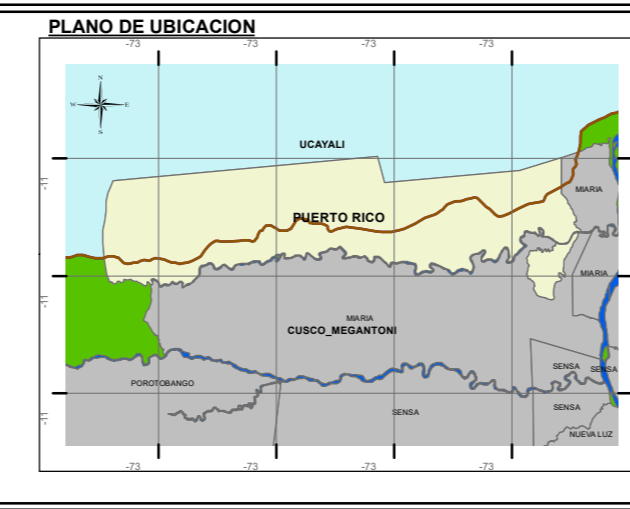 PLANO DE UBICACION
-73 -73 -73 -73
N
W E
S
UCAYALI
-11
MIARIA
PUERTO RICO
MIARIA
-11
MIARIA
CUSCO_MEGANTONI
SENSA SENSA
POROTOBANGO
SENSA
SENSA
-11
NUEVA LUZ
-73 -73 -73 -73